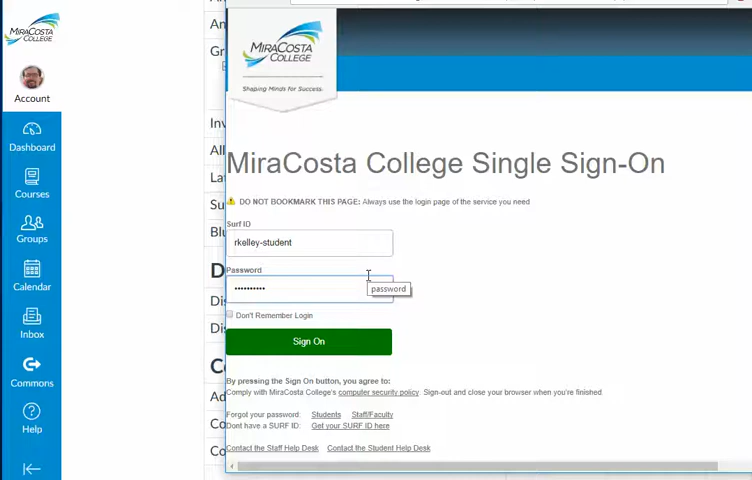 MIRACOSTA
COLLEGE
Account
Dashboard
Courses
Groups
Calendar
Inbox
Commons
Help
An
Gr
Inv
All
La
Su
Blu
D
Dis
Dis
Co
Ad
Co
Co
MIRACOSTA
COLLEGE
Shaping Minds for Success.
MiraCosta College Single Sign-On
DO NOT BOOKMARK THIS PAGE: Always use the login page of the service you need
Surf ID
rkelley-student
Password
••••••••••
password
Don't Remember Login
Sign On
By pressing the Sign On button, you agree to:
Comply with MiraCosta College's computer security policy. Sign-out and close your browser when you're finished
Forgot your password: Students Staff/Faculty
Dont have a SURF ID: Get your SURF ID here
Contact the Staff Help Desk Contact the Student Help Desk